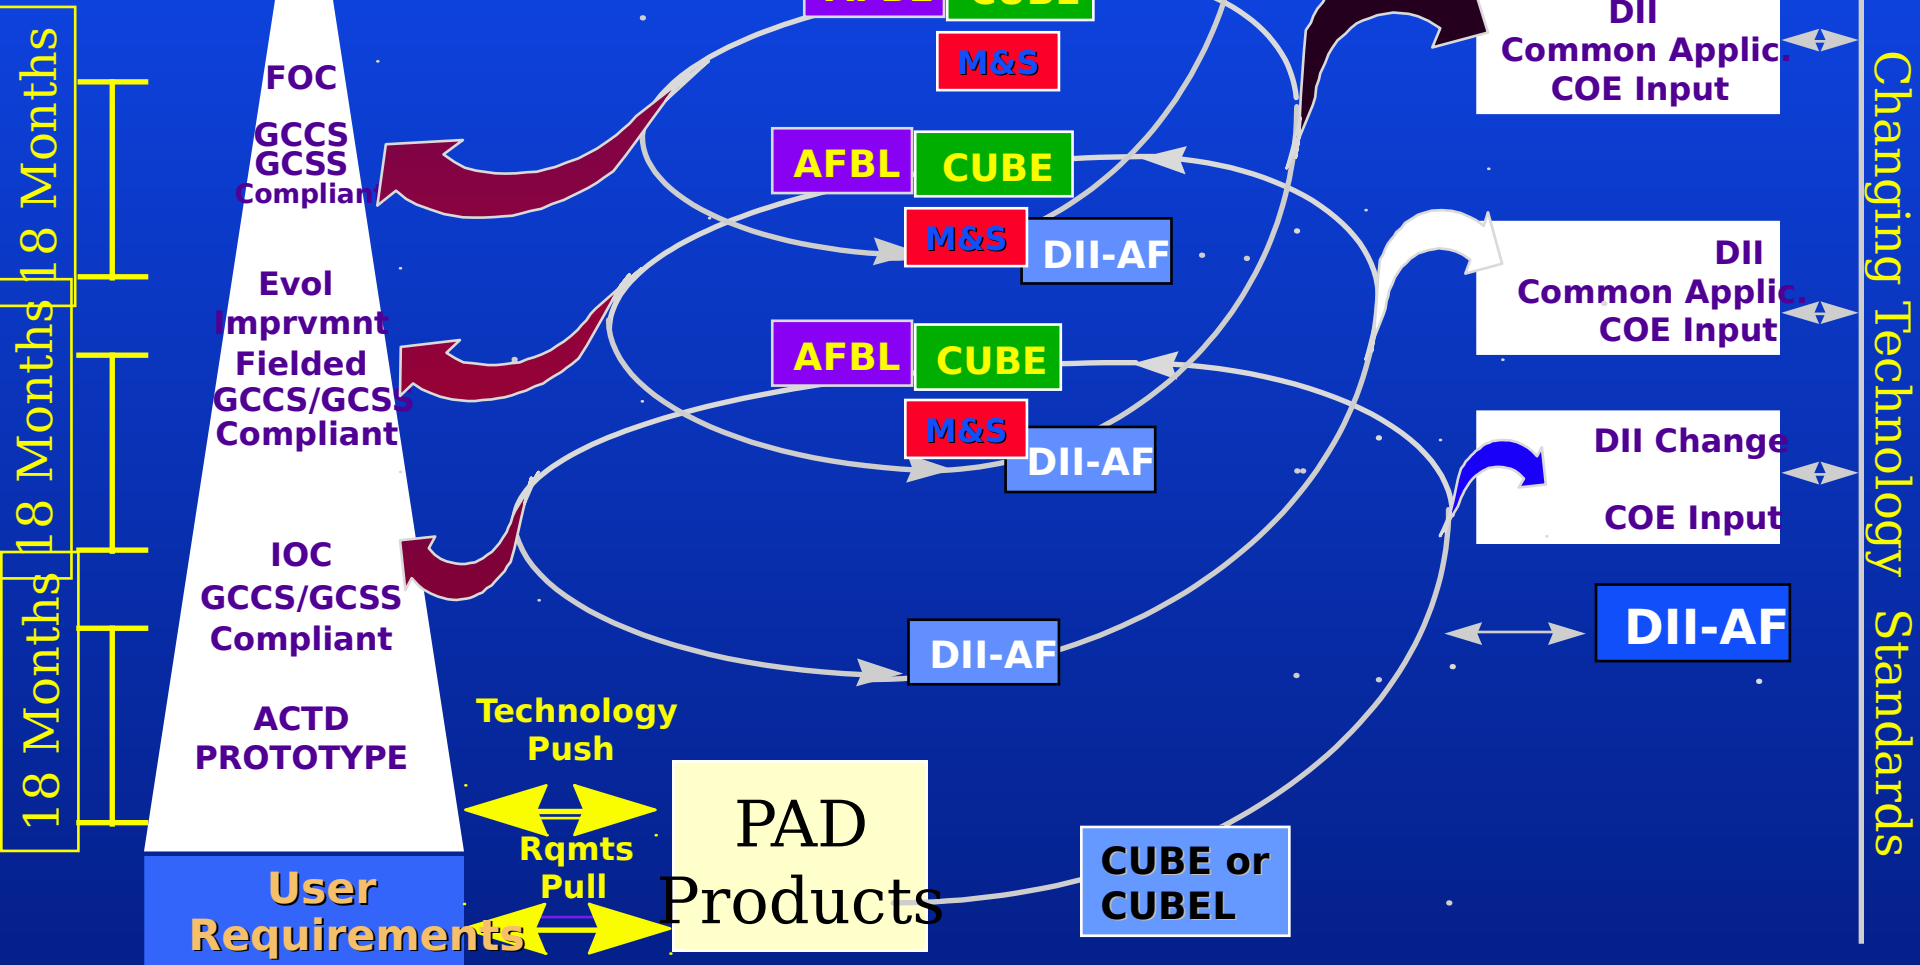 18 Months
18 Months
18 Months
FOC
GCCS
GCSS
Compliant
Evol
Imprvmnt
Fielded
GCCS/GCSS
Compliant
IOC
GCCS/GCSS
Compliant
ACTD
PROTOTYPE
User
Requirements
Technology
Push
Rqmts
Pull
PAD
Products
AFBL CUBE
M&S
AFBL CUBE
M&S DII-AF
AFBL CUBE
M&S DII-AF
DII-AF
CUBE or
CUBEL
DII
Common Applic.
COE Input
DII
Common Applic.
COE Input
DII Change
COE Input
DII-AF
Changing Technology Standards